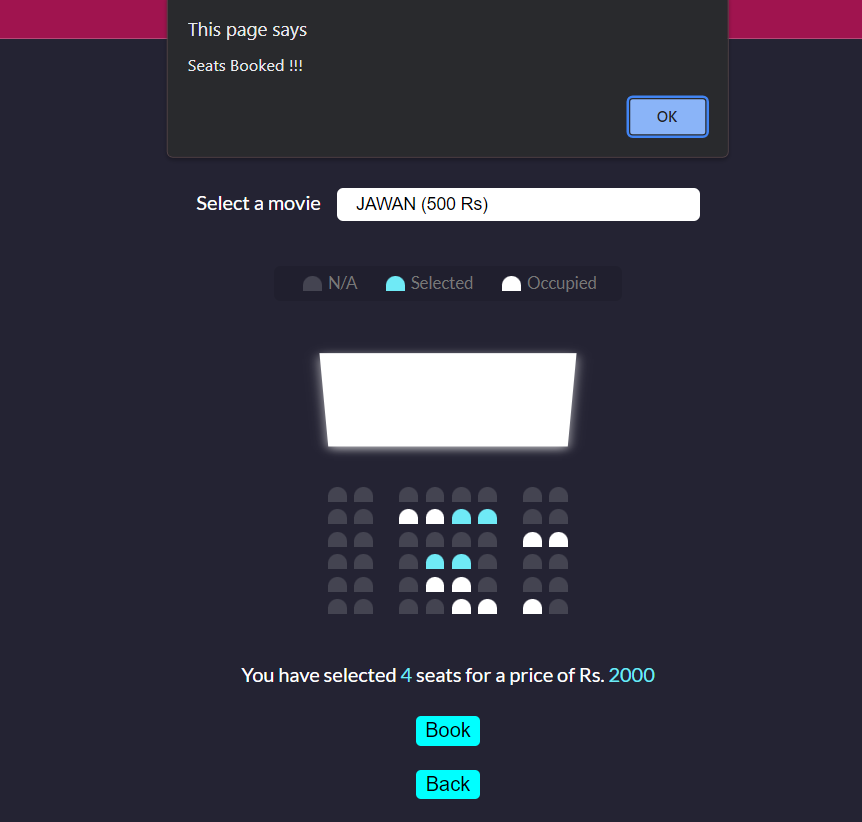 This page says
Seats Booked !!!
OK
Select a movie JAWAN (500 Rs)
N/A Selected Occupied
You have selected 4 seats for a price of Rs. 2000
Book
Back